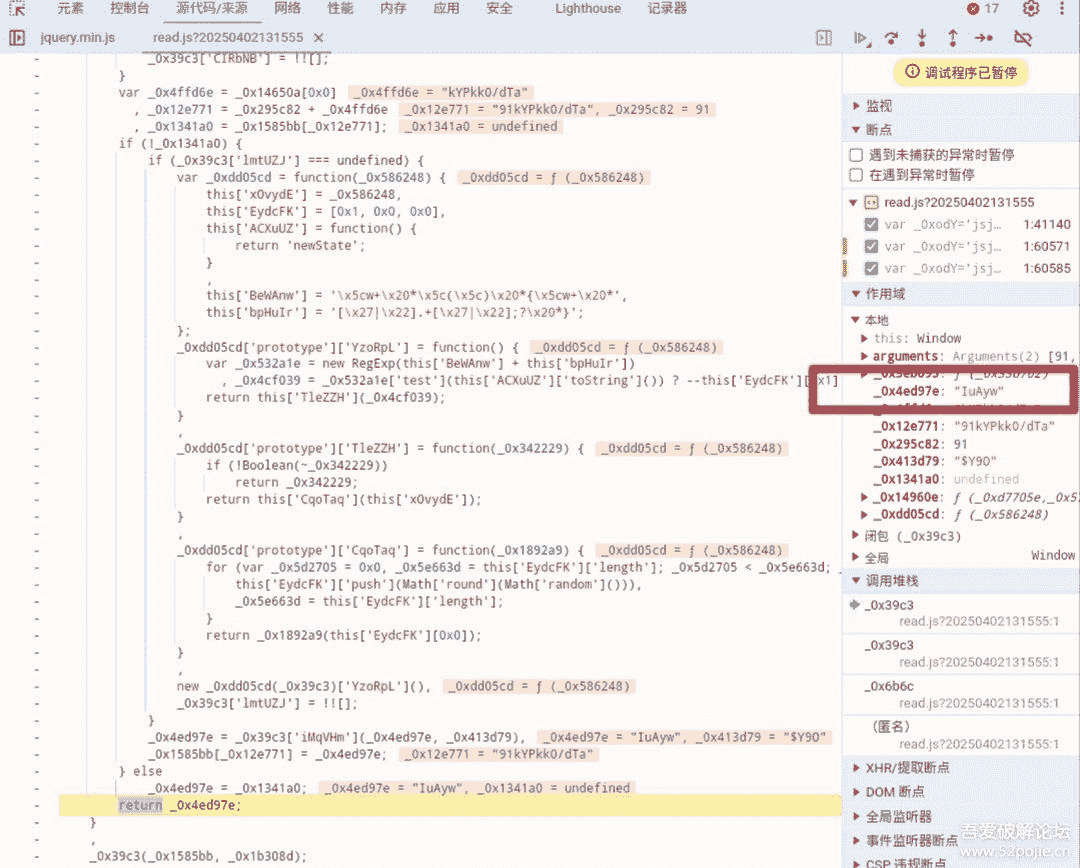 元素 控制台 源代码/来源 网络 性能 内存 应用 安全 Lighthouse 记录器 17
jquery.min.js read.js?20250402131555
_0x39c3['CIRbNB'] = !![];
}
var _0x4ffd6e = _0x14650a[0x0] _0x4ffd6e = "kYPkk0/dTa"
, _0x12e771 = _0x295c82 + _0x4ffd6e _0x12e771 = "91kYPkk0/dTa", _0x295c82 = 91
, _0x1341a0 = _0x1585bb[_0x12e771]; _0x1341a0 = undefined
if (!_0x1341a0) {
if (_0x39c3['lmtUZJ'] === undefined) {
var _0xdd05cd = function(_0x586248) { _0xdd05cd = ƒ (_0x586248)
this['xOvydE'] = _0x586248,
this['EydcFK'] = [0x1, 0x0, 0x0],
this['ACXuUZ'] = function() {
return 'newState';
}
,
this['BeWAnw'] = '\x5cw+\x20*\x5c(\x5c)\x20*{\x5cw+\x20*',
this['bpHuIr'] = '[\x27|\x22].+[\x27|\x22];?\x20*}';
};
_0xdd05cd['prototype']['YzoRpL'] = function() { _0xdd05cd = ƒ (_0x586248)
var _0x532a1e = new RegExp(this['BeWAnw'] + this['bpHuIr'])
, _0x4cf039 = _0x532a1e['test'](this['ACXuUZ']['toString']()) ? --this['EydcFK'][ x1]
return this['TleZZH'](_0x4cf039);
}
,
_0xdd05cd['prototype']['TleZZH'] = function(_0x342229) { _0xdd05cd = ƒ (_0x586248)
if (!Boolean(~_0x342229))
return _0x342229;
return this['CqoTaq'](this['xOvydE']);
}
,
_0xdd05cd['prototype']['CqoTaq'] = function(_0x1892a9) { _0xdd05cd = ƒ (_0x586248)
for (var _0x5d2705 = 0x0, _0x5e663d = this['EydcFK']['length']; _0x5d2705 < _0x5e663d; _
this['EydcFK']['push'](Math['round'](Math['random']())),
_0x5e663d = this['EydcFK']['length'];
}
return _0x1892a9(this['EydcFK'][0x0]);
}
,
new _0xdd05cd(_0x39c3)['YzoRpL'](), _0xdd05cd = ƒ (_0x586248)
_0x39c3['lmtUZJ'] = !![];
}
_0x4ed97e = _0x39c3['iMqVHm'](_0x4ed97e, _0x413d79), _0x4ed97e = "IuAyw", _0x413d79 = "$Y9O"
_0x1585bb[_0x12e771] = _0x4ed97e; _0x12e771 = "91kYPkk0/dTa"
} else
_0x4ed97e = _0x1341a0; _0x4ed97e = "IuAyw", _0x1341a0 = undefined
return _0x4ed97e;
}
,
_0x39c3(_0x1585bb, _0x1b308d);
调试程序已暂停
监视
断点
遇到未捕获的异常时暂停
在遇到异常时暂停
read.js?20250402131555
var _0xodY='jsj… 1:41140
var _0xodY='jsj… 1:60571
var _0xodY='jsj… 1:60585
作用域
本地
this: Window
arguments: Arguments(2) [91,
_0x4ed97e: "IuAyw"
_0x12e771: "91kYPkk0/dTa"
_0x295c82: 91
_0x413d79: "$Y9O"
_0x1341a0: undefined
_0x14960e: ƒ (_0xd7705e,_0x5
_0xdd05cd: ƒ (_0x586248)
闭包 (_0x39c3)
全局 Window
调用堆栈
_0x39c3
read.js?20250402131555:1
_0x39c3
read.js?20250402131555:1
_0x6b6c
read.js?20250402131555:1
(匿名)
read.js?20250402131555:1
XHR/提取断点
DOM 断点
全局监听器
事件监听器断点
CSP 违规断点
吾爱破解论坛
www.52pojie.cn